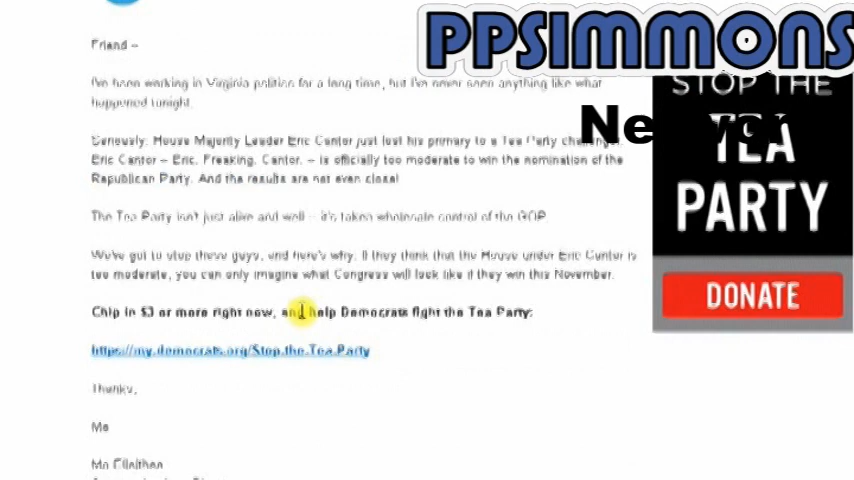 PPSIMMONS
Friend –
I've been working in Virginia politics for a long time, but I've never seen anything like what
happened tonight.
STOP THE
TEA
PARTY
DONATE
Seriously: House Majority Leader Eric Cantor just lost his primary to a Tea Party challenger.
Eric Cantor – Eric. Freaking. Cantor. – is officially too moderate to win the nomination of the
Republican Party. And the results are not even close!
The Tea Party isn't just alive and well – it's taken wholesale control of the GOP.
We've got to stop these guys, and here's why: If they think that the House under Eric Cantor is
too moderate, you can only imagine what Congress will look like if they win this November.
Chip in $3 or more right now, and help Democrats fight the Tea Party:
https://my.democrats.org/Stop-the-Tea-Party
Thanks,
Mo
Mo Elleithee